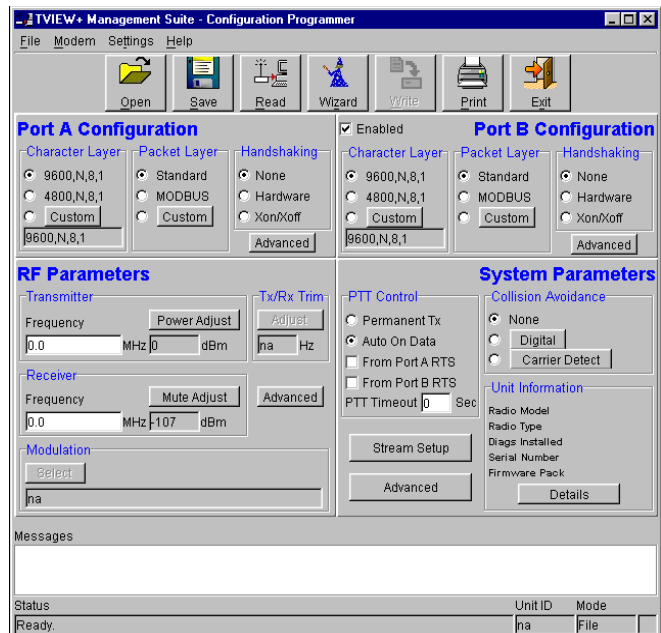 TVIEW+ Management Suite - Configuration Programmer
File Modem Settings Help
Open Save Read Wizard Write Print Exit
Port A Configuration
Character Layer
9600,N,8,1
4800,N,8,1
Custom
9600,N,8,1
Packet Layer
Standard
MODBUS
Custom
Handshaking
None
Hardware
Xon/Xoff
Advanced
Enabled
Port B Configuration
Character Layer
9600,N,8,1
4800,N,8,1
Custom
9600,N,8,1
Packet Layer
Standard
MODBUS
Custom
Handshaking
None
Hardware
Xon/Xoff
Advanced
RF Parameters
Transmitter
Frequency
Power Adjust
0.0 MHz 0 dBm
Tx/Rx Trim
Adjust
na Hz
Receiver
Frequency
Mute Adjust
0.0 MHz -107 dBm
Advanced
Modulation
Select
na
System Parameters
PTT Control
Permanent Tx
Auto On Data
From Port A RTS
From Port B RTS
PTT Timeout 0 Sec
Stream Setup
Advanced
Collision Avoidance
None
Digital
Carrier Detect
Unit Information
Radio Model
Radio Type
Diags Installed
Serial Number
Firmware Pack
Details
Messages
Status Unit ID Mode
Ready. na File